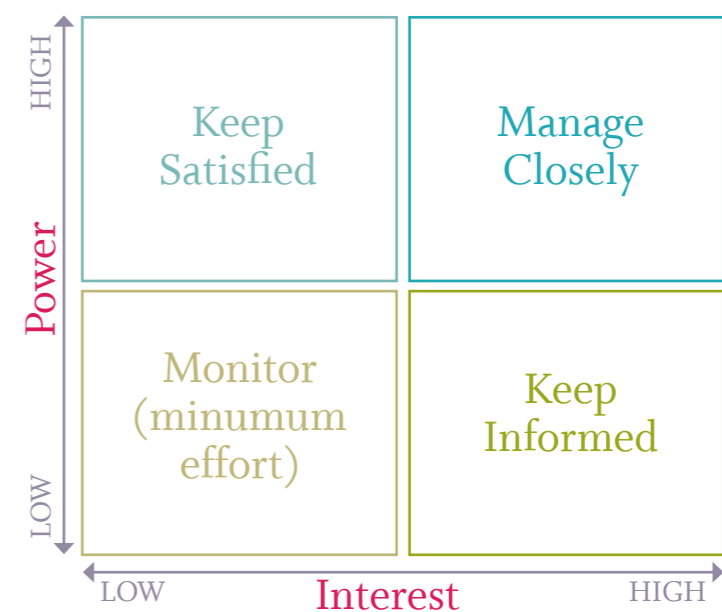 HIGH
Keep
Satisfied
Manage
Closely
Power
Monitor
(minumum
effort)
Keep
Informed
LOW
LOW
Interest
HIGH